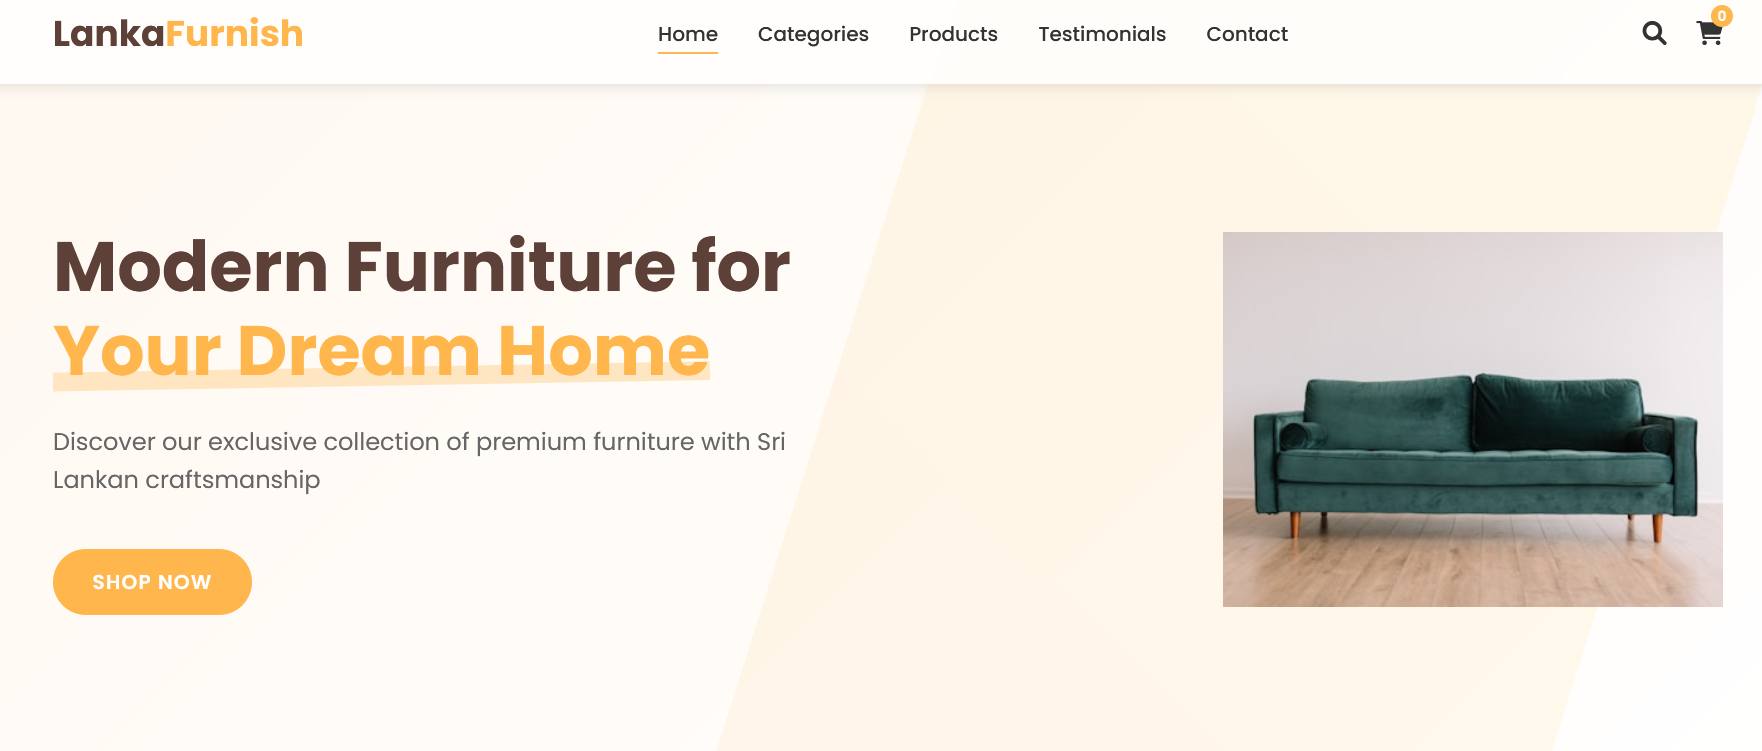 LankaFurnish
Home Categories Products Testimonials Contact
0
Modern Furniture for
Your Dream Home
Discover our exclusive collection of premium furniture with Sri
Lankan craftsmanship
SHOP NOW